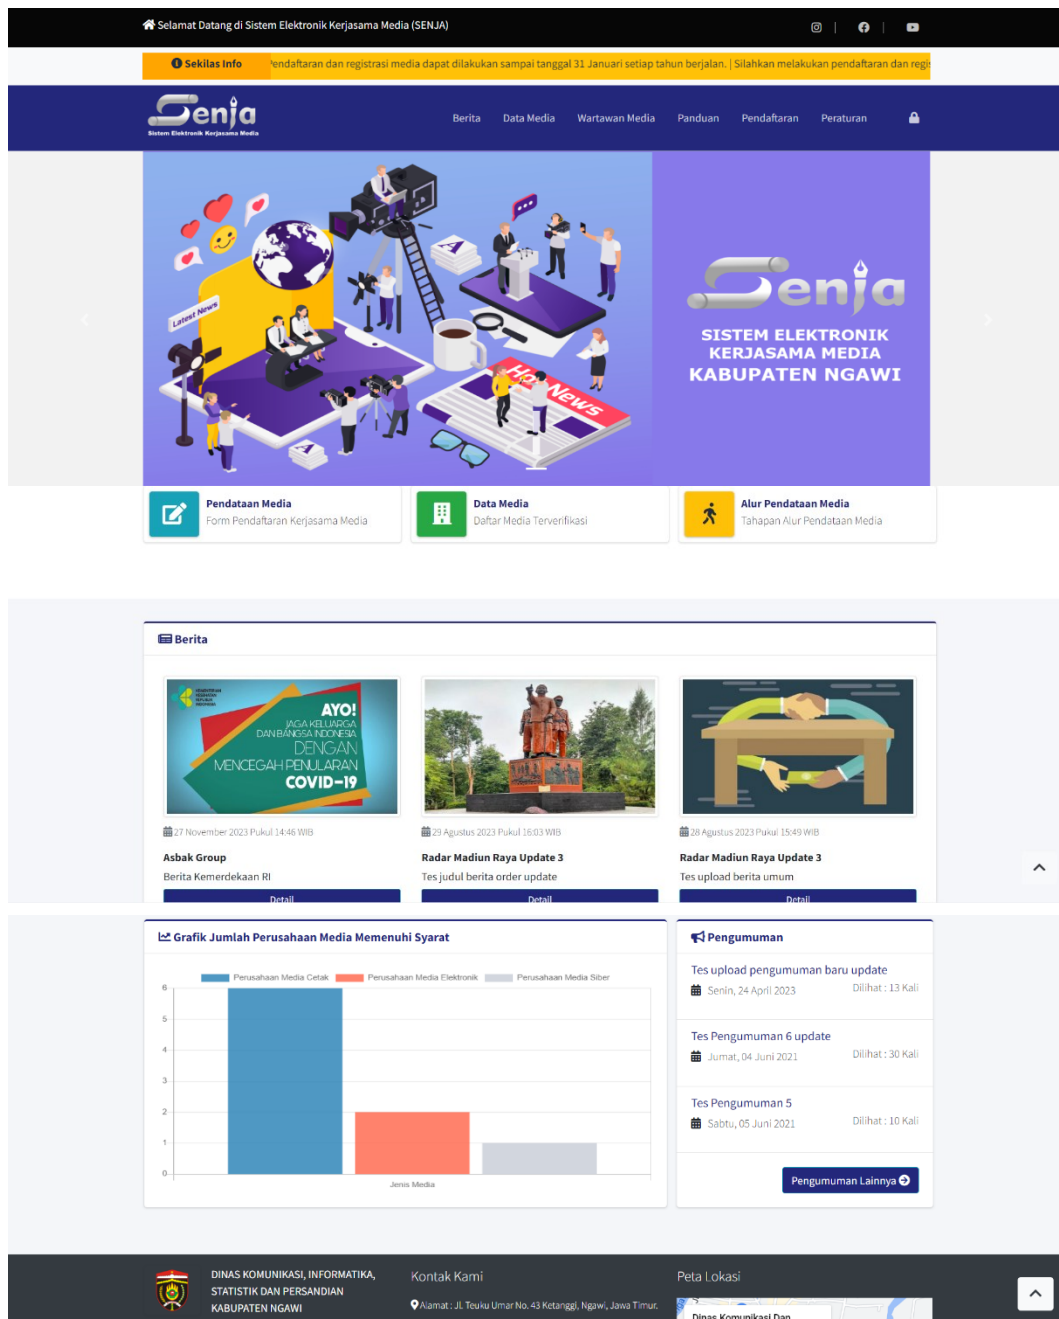 Selamat Datang di Sistem Elektronik Kerjasama Media (SENJA)
Sekilas Info
Pendaftaran dan registrasi media dapat dilakukan sampai tanggal 31 Januari setiap tahun berjalan. | Silahkan melakukan pendaftaran dan regis
Senja
Sistem Elektronik Kerjasama Media
Berita Data Media Wartawan Media Panduan Pendaftaran Peraturan
Latest News
A
A
Hot News
Senja
SISTEM ELEKTRONIK
KERJASAMA MEDIA
KABUPATEN NGAWI
Pendataan Media
Form Pendaftaran Kerjasama Media
Data Media
Daftar Media Terverifikasi
Alur Pendataan Media
Tahapan Alur Pendataan Media
Berita
KEMENTERIAN
KESEHATAN
REPUBLIK
INDONESIA
AYO!
JAGA KELUARGA
DAN BANGSA INDONESIA
DENGAN
MENCEGAH PENULARAN
COVID-19
27 November 2023 Pukul 14:46 WIB
Asbak Group
Berita Kemerdekaan RI
Detail
29 Agustus 2023 Pukul 16:03 WIB
Radar Madiun Raya Update 3
Tes judul berita order update
Detail
28 Agustus 2023 Pukul 15:49 WIB
Radar Madiun Raya Update 3
Tes upload berita umum
Detail
Grafik Jumlah Perusahaan Media Memenuhi Syarat
Perusahaan Media Cetak Perusahaan Media Elektronik Perusahaan Media Siber
6
5
4
3
2
1
0
Jenis Media
Pengumuman
Tes upload pengumuman baru update
Senin, 24 April 2023 Dilihat : 13 Kali
Tes Pengumuman 6 update
Jumat, 04 Juni 2021 Dilihat : 30 Kali
Tes Pengumuman 5
Sabtu, 05 Juni 2021 Dilihat : 10 Kali
Pengumuman Lainnya
DINAS KOMUNIKASI, INFORMATIKA,
STATISTIK DAN PERSANDIAN
KABUPATEN NGAWI
Kontak Kami
Alamat : Jl. Teuku Umar No. 43 Ketanggi, Ngawi, Jawa Timur.
Peta Lokasi
Dinas Komunikasi Dan